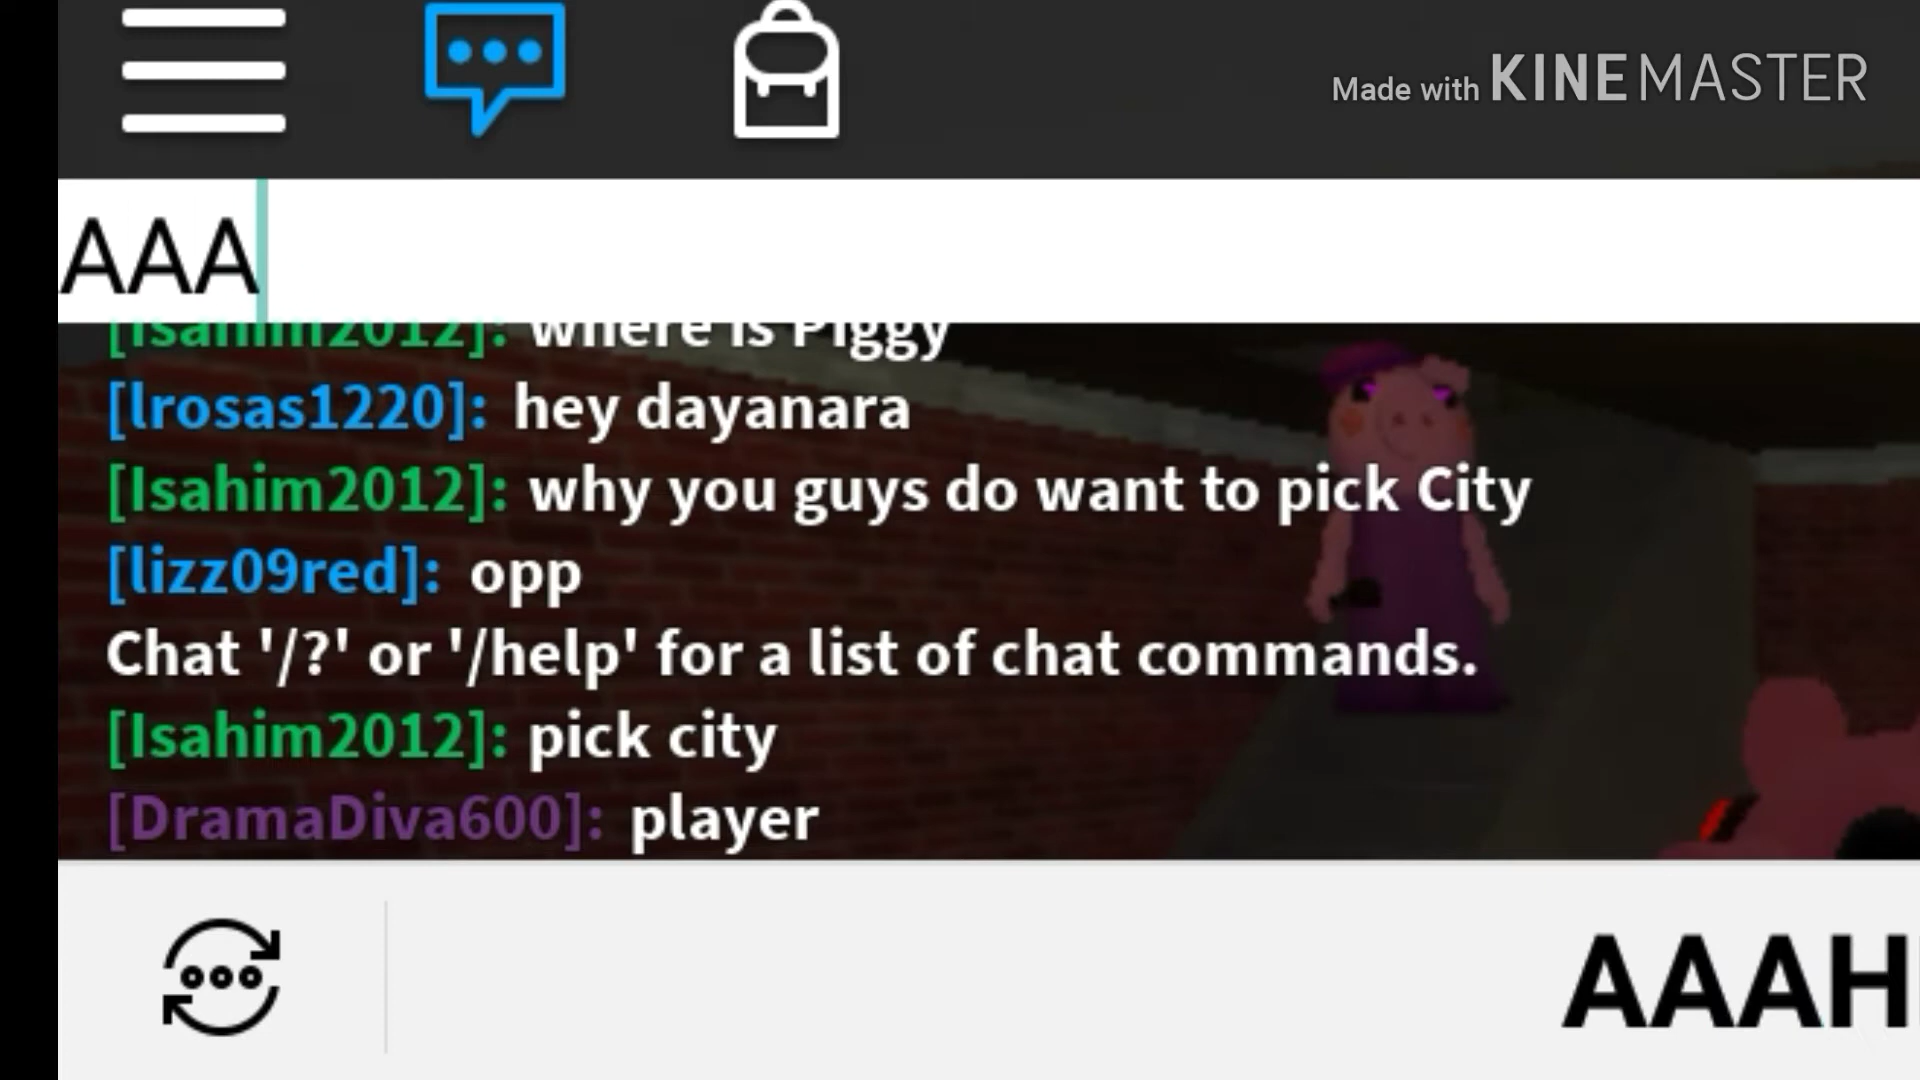 Made with KINEMASTER
AAA
[Isahim2012]: where is Piggy
[lrosas1220]: hey dayanara
[Isahim2012]: why you guys do want to pick City
[lizz09red]: opp
Chat '/?' or '/help' for a list of chat commands.
[Isahim2012]: pick city
[DramaDiva600]: player
AAAH